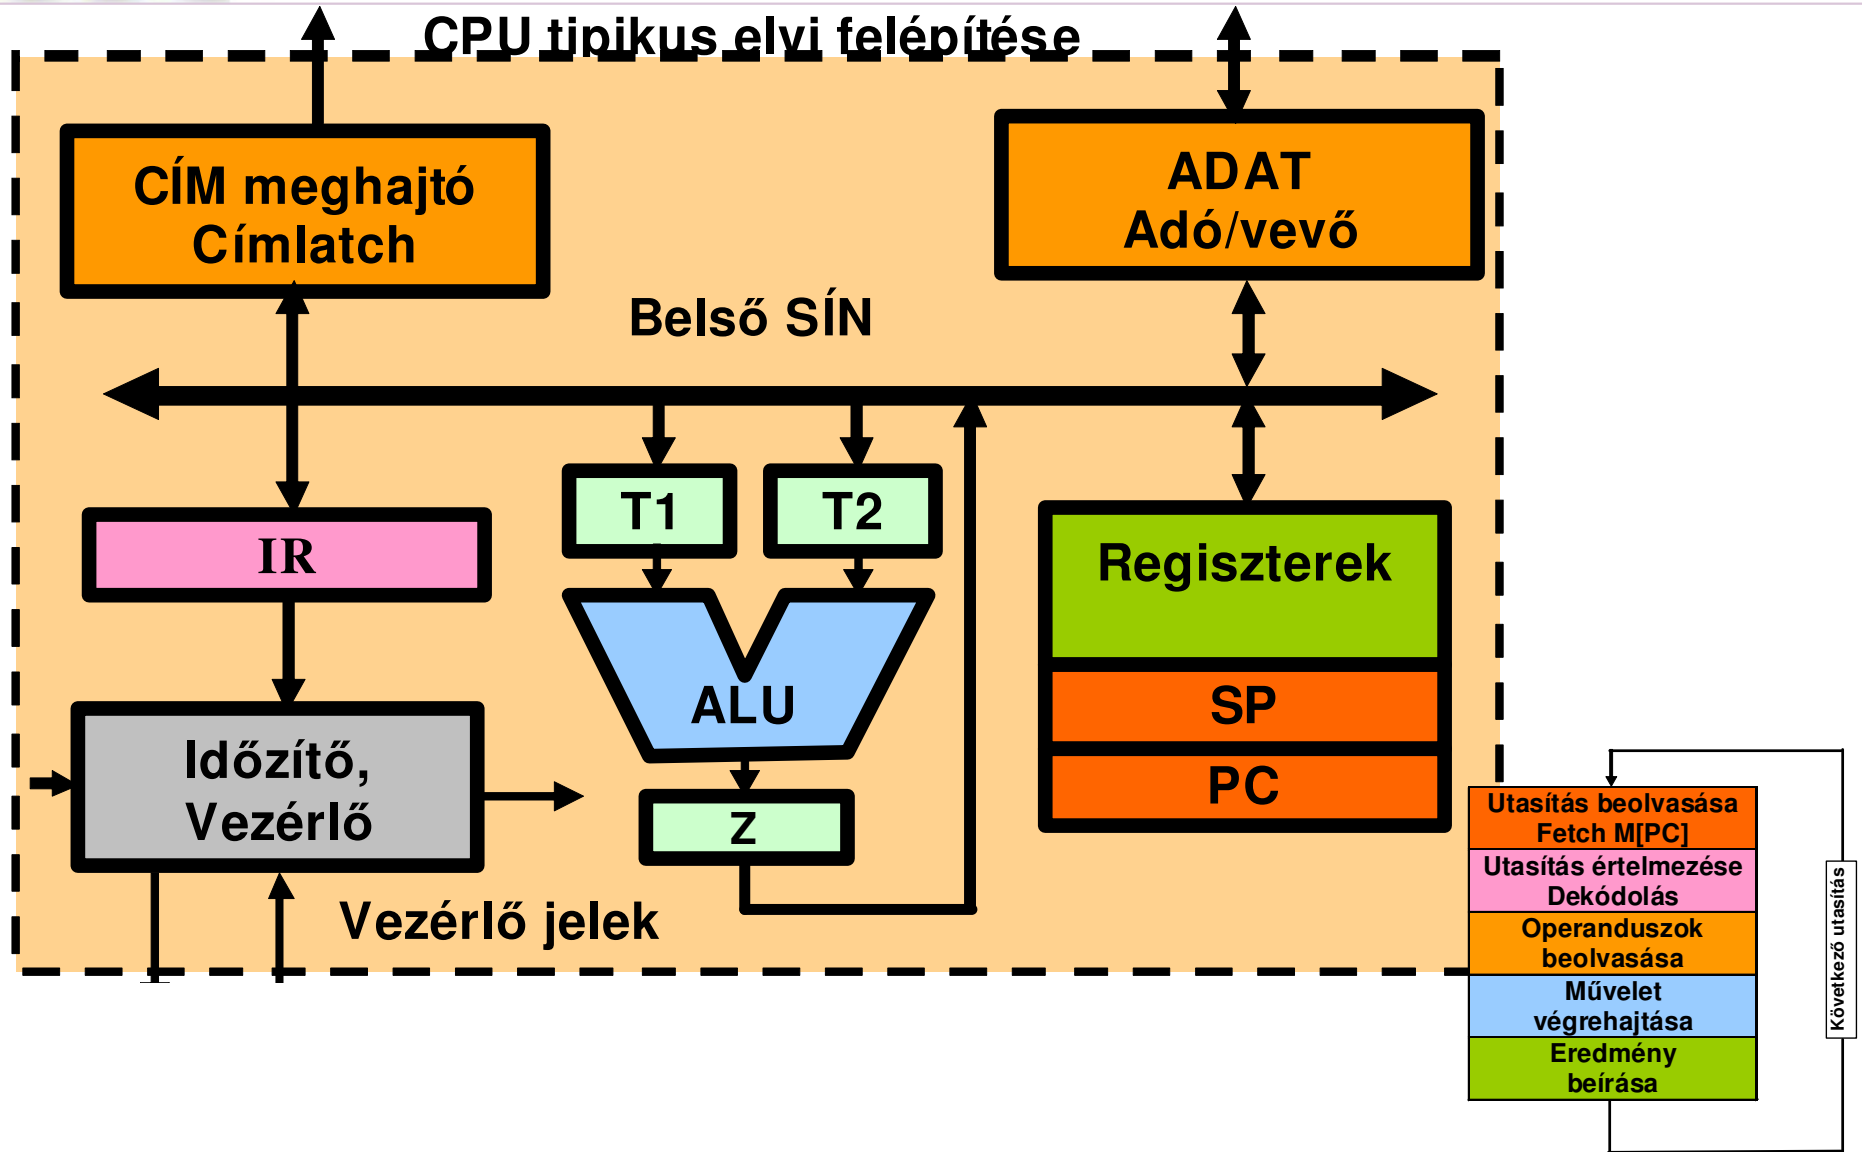 CPU tipikus elvi felépítése
CÍM meghajtó
Címlatch
ADAT
Adó/vevő
Belső SÍN
T1
T2
IR
Regiszterek
ALU
SP
Időzítő,
Vezérlő
PC
Z
Vezérlő jelek
Utasítás beolvasása
Fetch M[PC]
Utasítás értelmezése
Dekódolás
Operanduszok
beolvasása
Művelet
végrehajtása
Eredmény
beírása
Következő utasítás